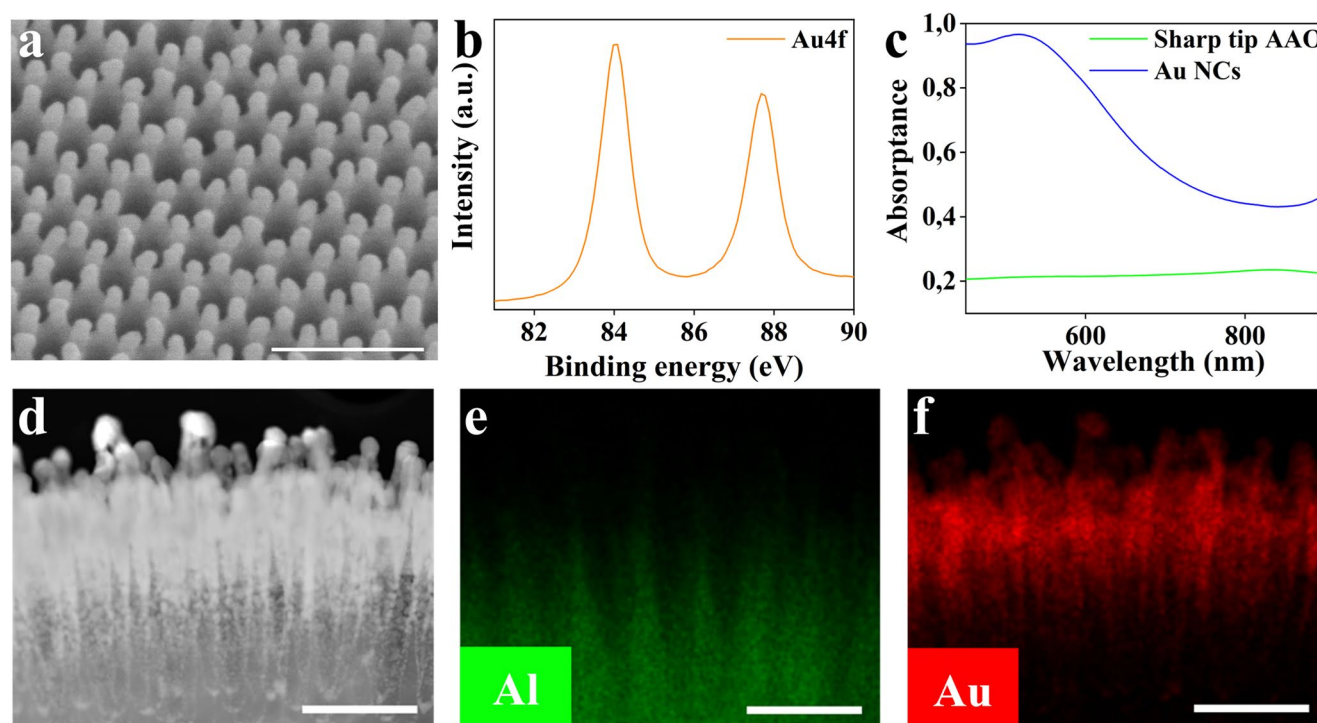 a
b
Au4f
Intensity (a.u.)
82
84
86
88
90
Binding energy (eV)
c
Sharp tip AAO
Au NCs
1,0
0,8
0,6
0,4
0,2
Absorptance
600
800
Wavelength (nm)
d
e
Al
f
Au